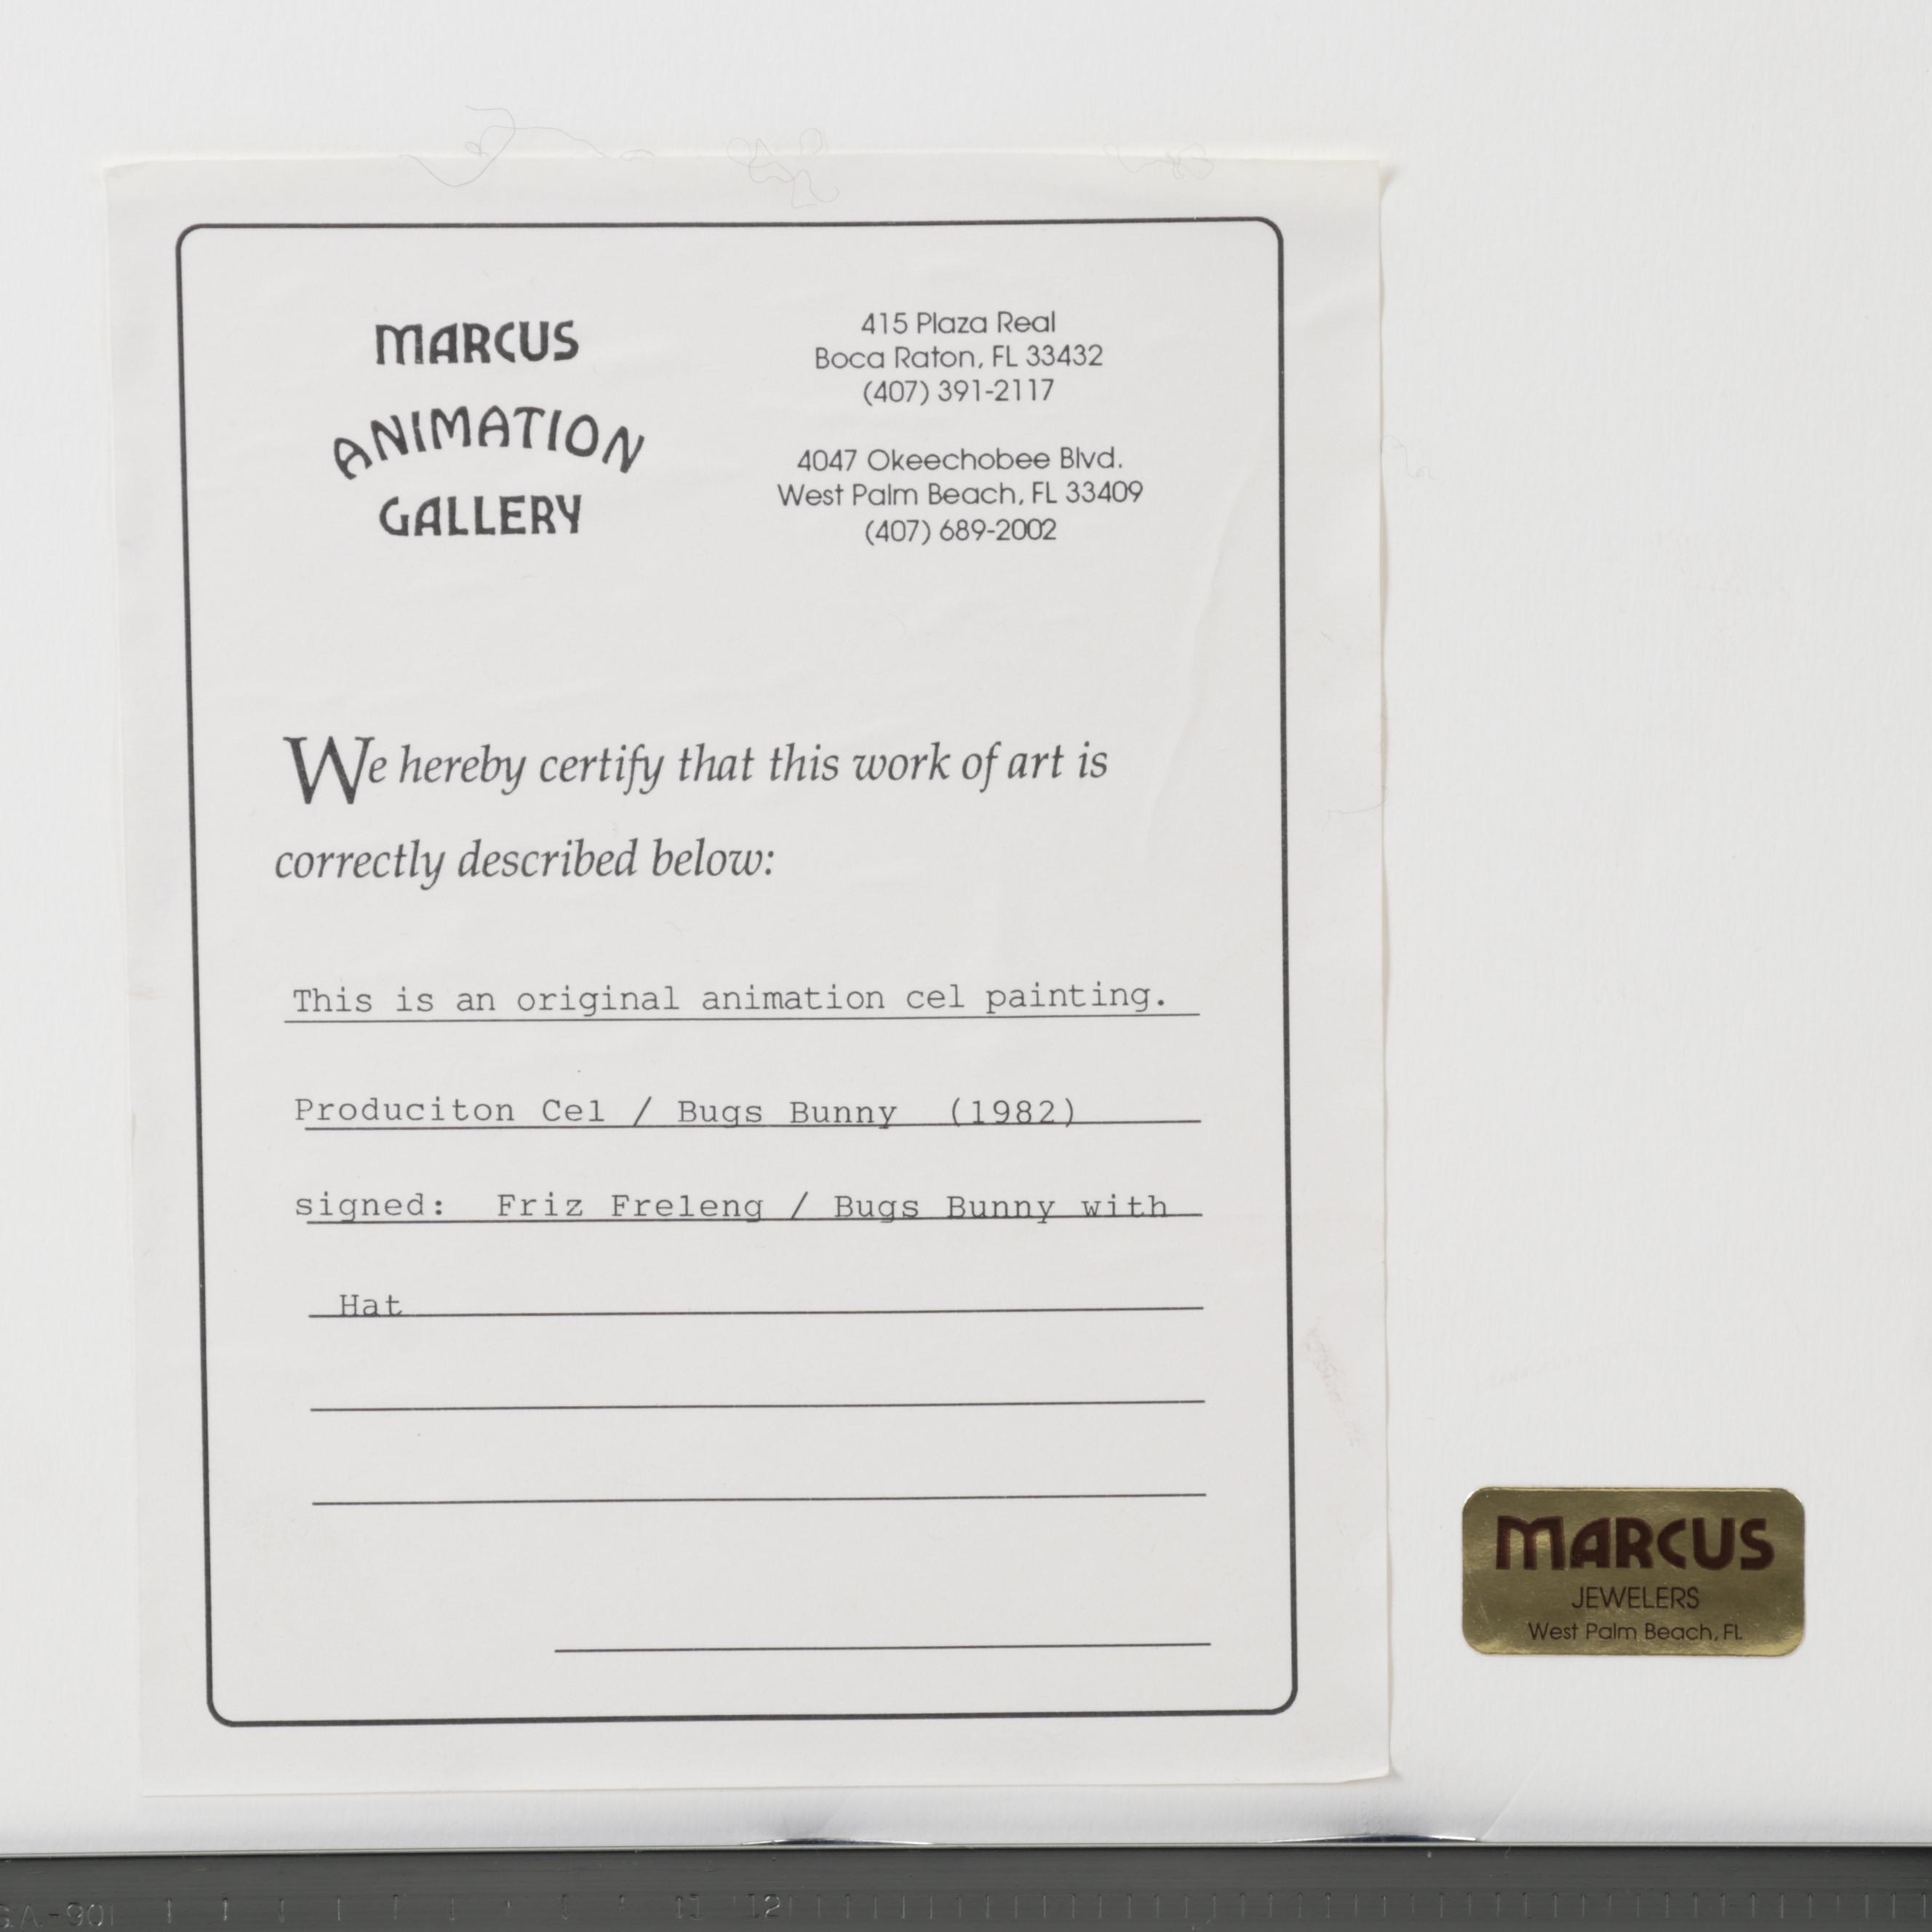 MARCUS
ANIMATION
GALLERY
415 Plaza Real
Boca Raton, FL 33432
(407) 391-2117
4047 Okeechobee Blvd.
West Palm Beach, FL 33409
(407) 689-2002
We hereby certify that this work of art is
correctly described below:
This is an original animation cel painting.
Produciton Cel / Bugs Bunny (1982)
signed: Friz Freleng / Bugs Bunny with
Hat
MARCUS
JEWELERS
West Palm Beach, FL
12